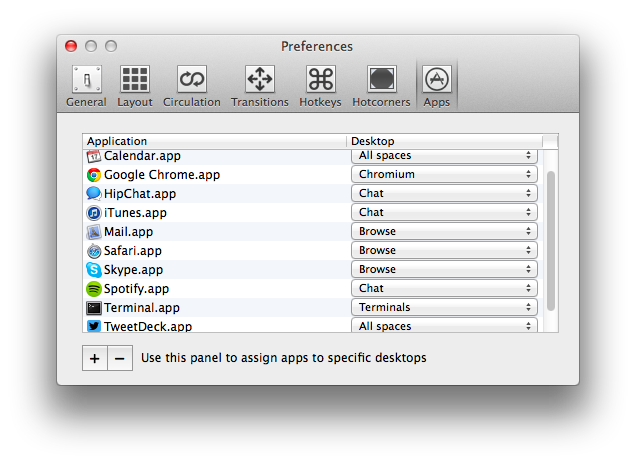 Preferences
General Layout Circulation Transitions Hotkeys Hotcorners Apps
Application Desktop
Calendar.app All spaces
Google Chrome.app Chromium
HipChat.app Chat
iTunes.app Chat
Mail.app Browse
Safari.app Browse
Skype.app Browse
Spotify.app Chat
Terminal.app Terminals
TweetDeck.app All spaces
+ − Use this panel to assign apps to specific desktops